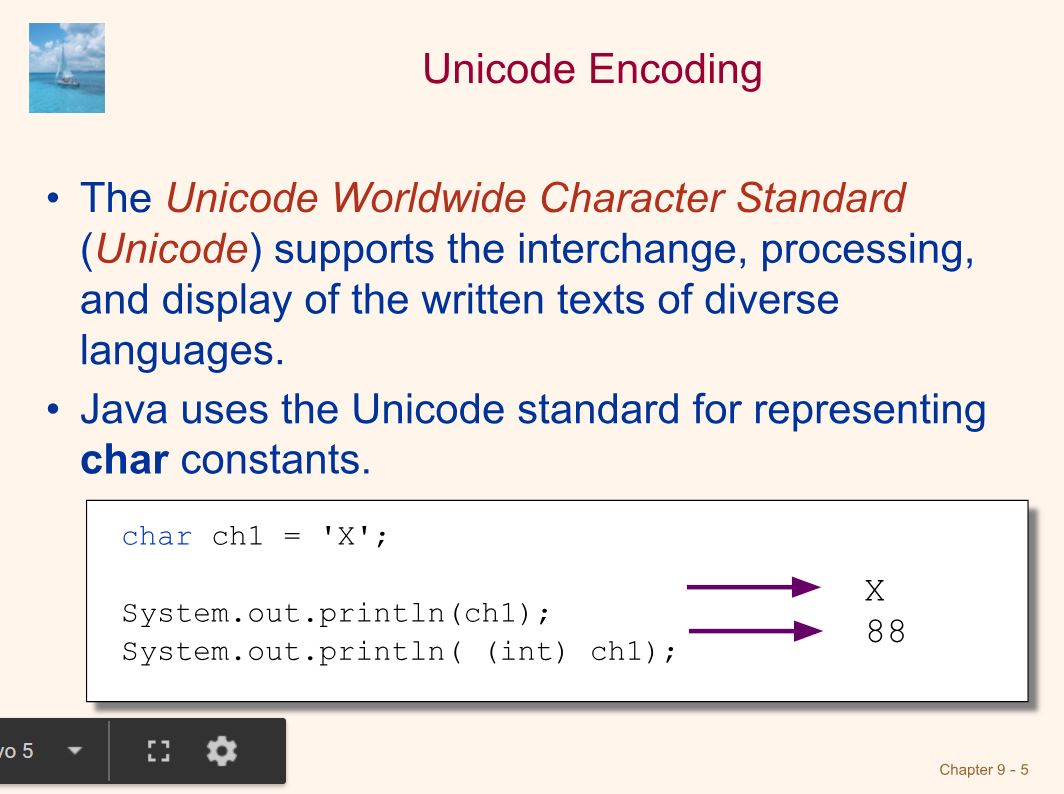 Unicode Encoding
• The Unicode Worldwide Character Standard
(Unicode) supports the interchange, processing,
and display of the written texts of diverse
languages.
• Java uses the Unicode standard for representing
char constants.
char ch1 = 'X';
System.out.println(ch1);
X
System.out.println( (int) ch1);
88
5
Chapter 9 - 5